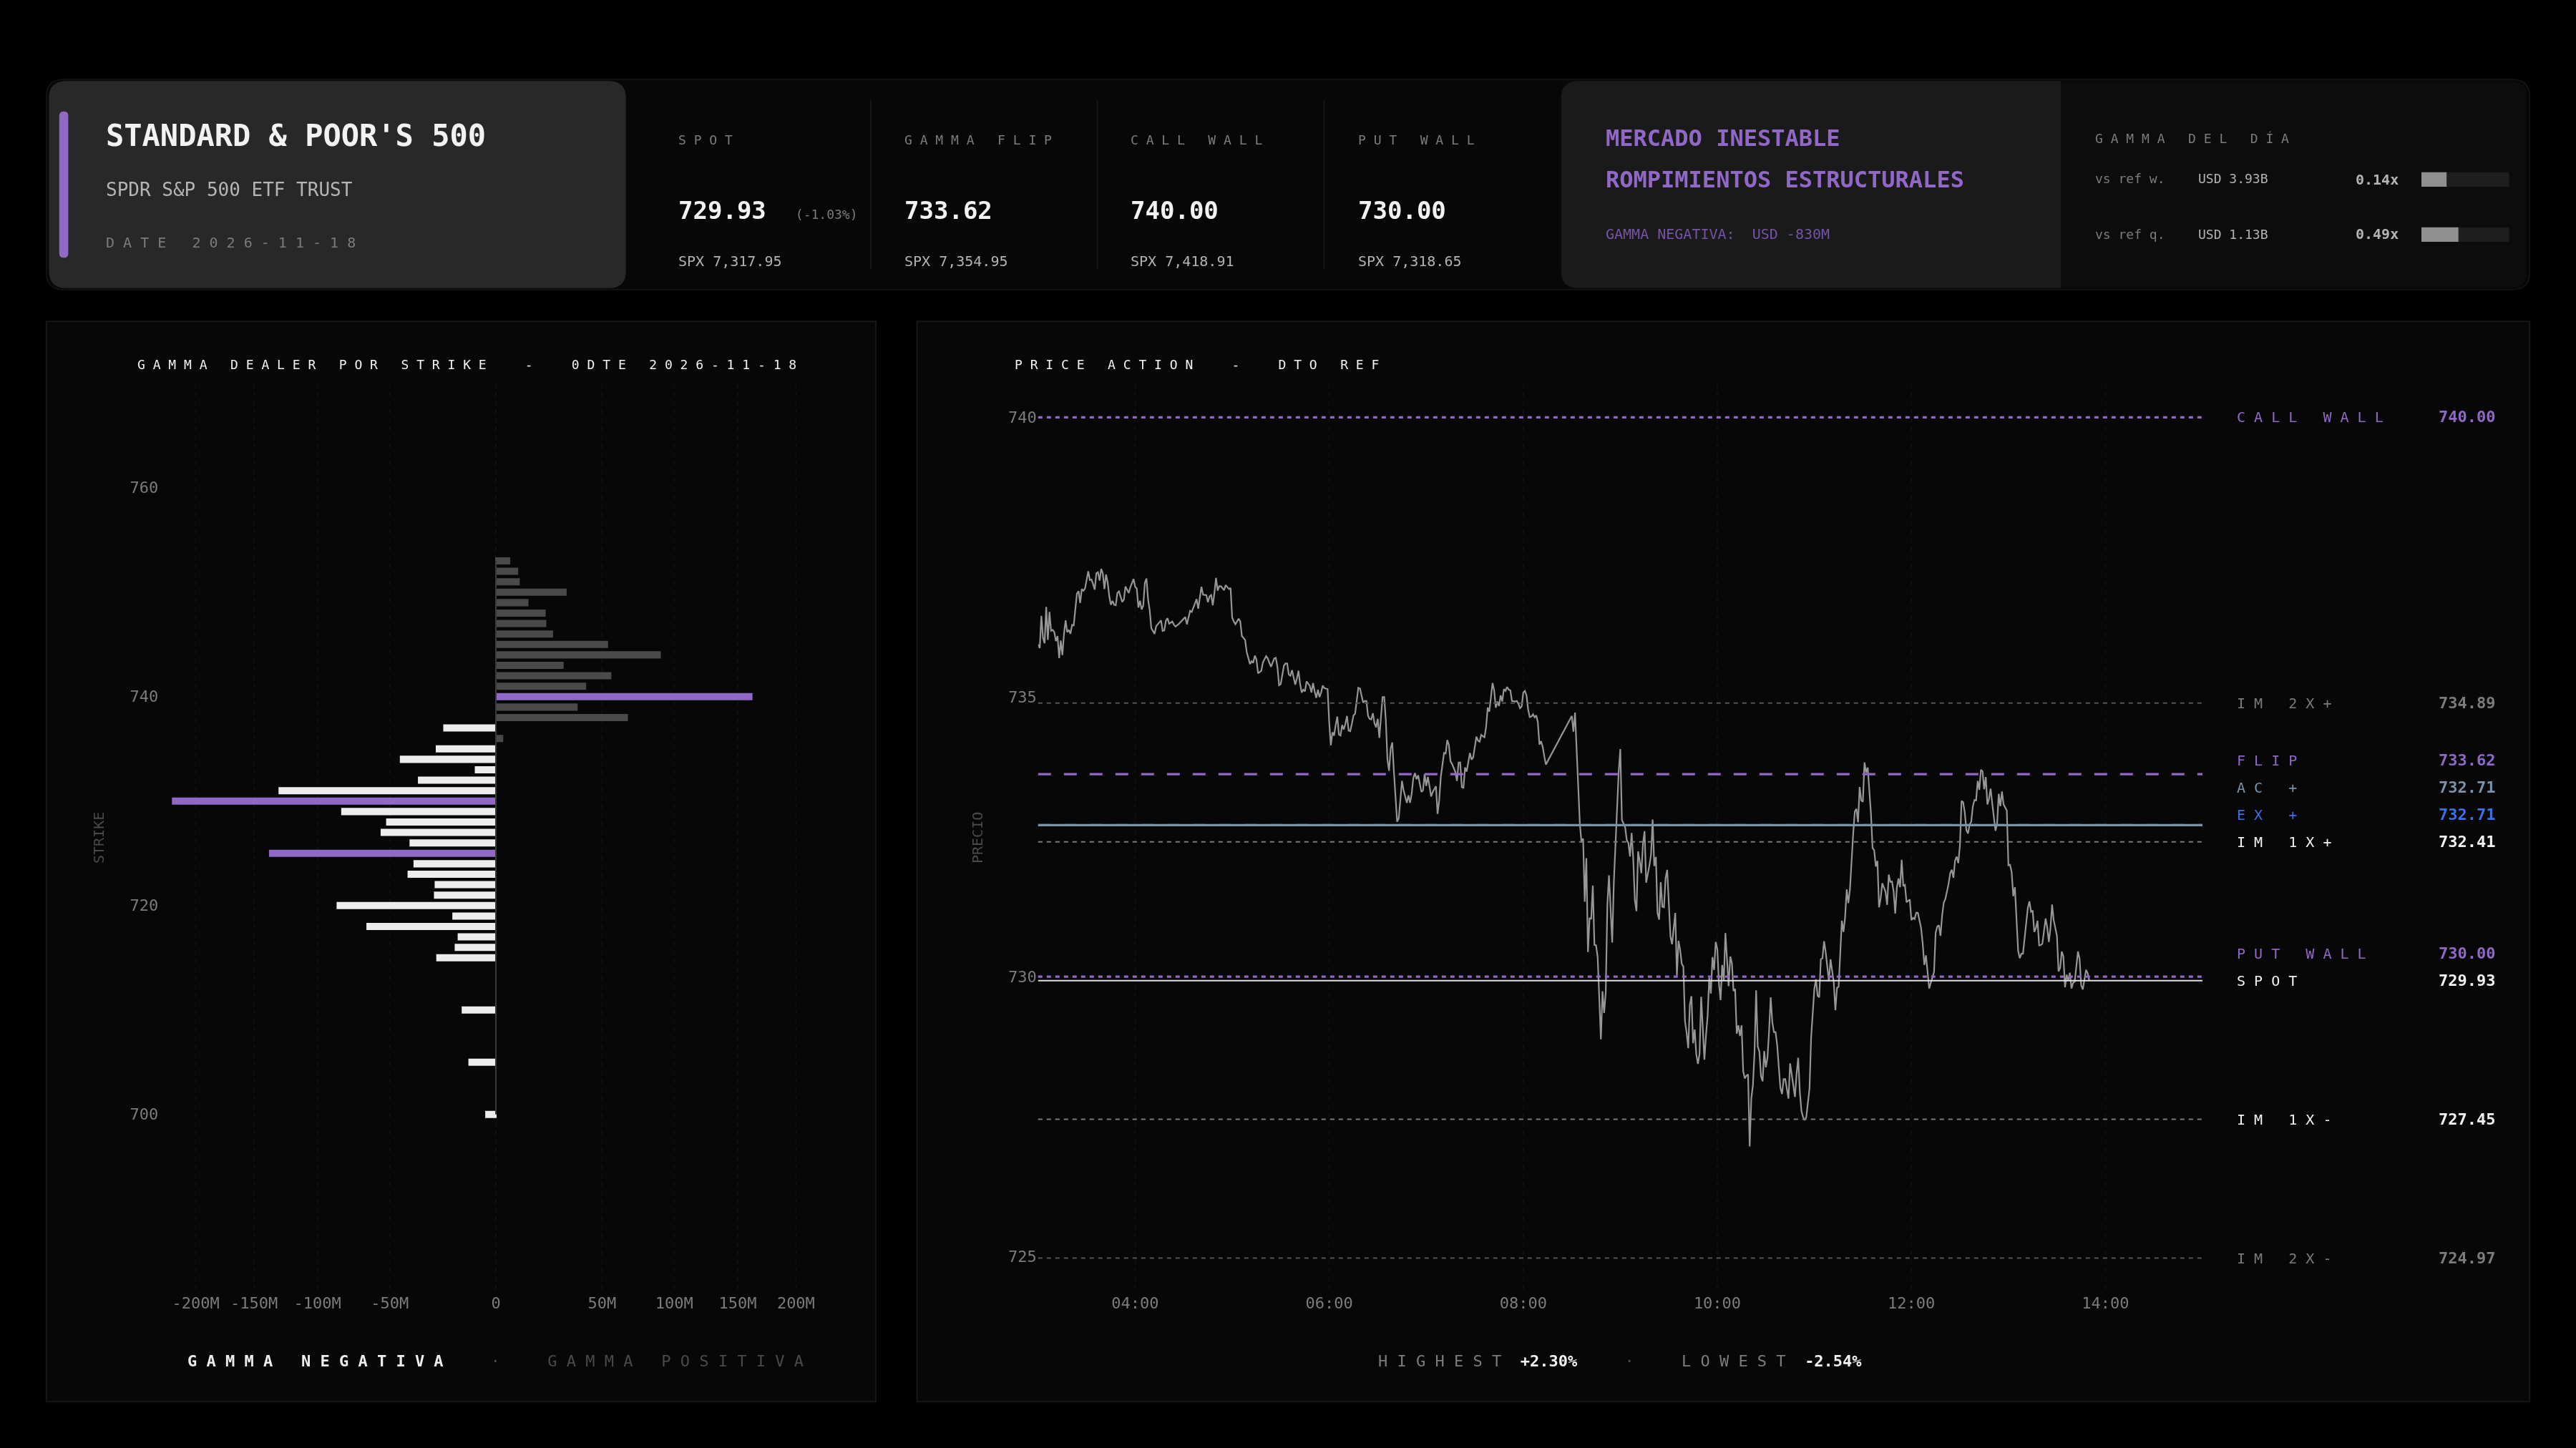 STANDARD & POOR'S 500
SPDR S&P 500 ETF TRUST
DATE 2026-11-18
SPOT
729.93 (-1.03%)
SPX 7,317.95
GAMMA FLIP
733.62
SPX 7,354.95
CALL WALL
740.00
SPX 7,418.91
PUT WALL
730.00
SPX 7,318.65
MERCADO INESTABLE
ROMPIMIENTOS ESTRUCTURALES
GAMMA NEGATIVA: USD -830M
GAMMA DEL DÍA
vs ref w. USD 3.93B 0.14x
vs ref q. USD 1.13B 0.49x
GAMMA DEALER POR STRIKE - 0DTE 2026-11-18
760
740
720
700
STRIKE
-200M -150M -100M -50M 0 50M 100M 150M 200M
GAMMA NEGATIVA · GAMMA POSITIVA
PRICE ACTION - DTO REF
740
735
730
725
PRECIO
CALL WALL 740.00
IM 2X+ 734.89
FLIP 733.62
AC + 732.71
EX + 732.71
IM 1X+ 732.41
PUT WALL 730.00
SPOT 729.93
IM 1X- 727.45
IM 2X- 724.97
04:00 06:00 08:00 10:00 12:00 14:00
HIGHEST +2.30% · LOWEST -2.54%